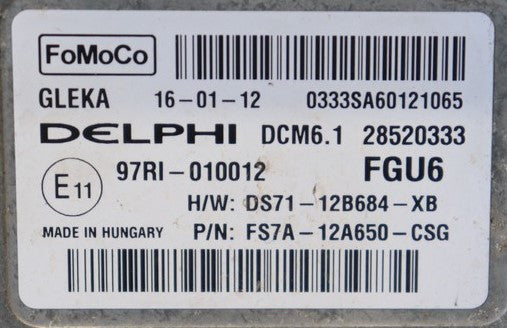 FoMoCo
GLEKA 16-01-12 0333SA60121065
DELPHI DCM6.1 28520333
97RI-010012 FGU6
E11
H/W: DS71-12B684-XB
MADE IN HUNGARY P/N: FS7A-12A650-CSG